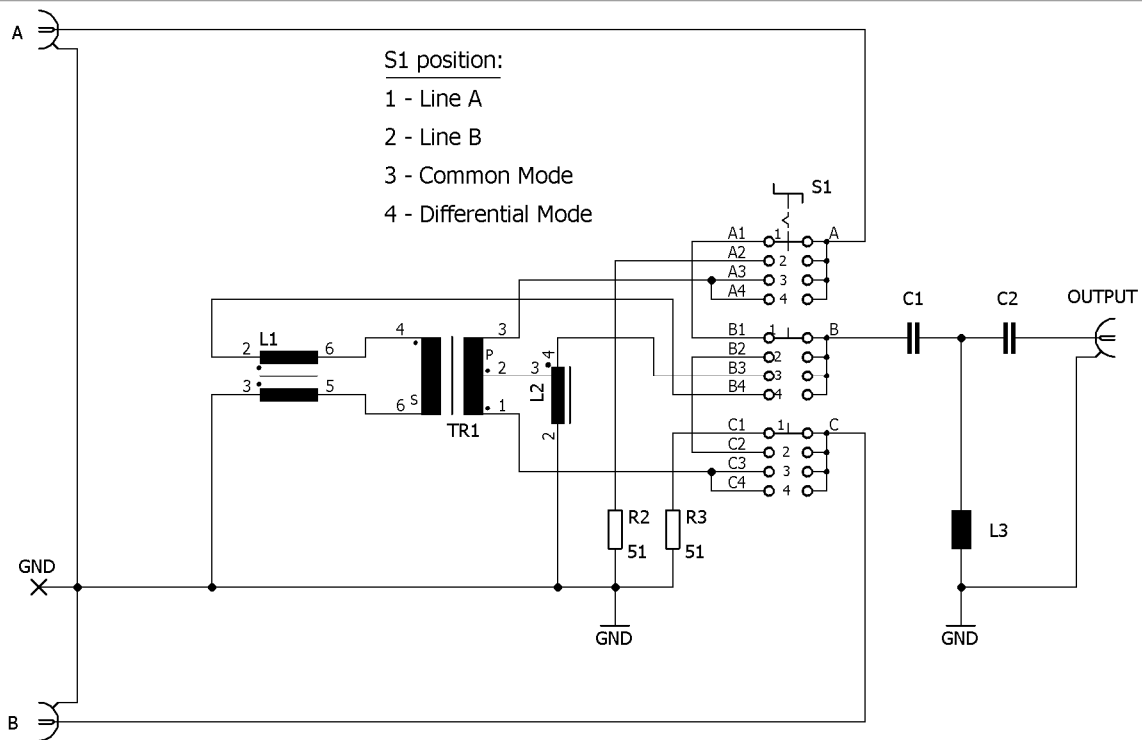 A
S1 position:
1 - Line A
2 - Line B
3 - Common Mode
4 - Differential Mode
S1
A1 1 A
A2 2
A3 3
A4 4
C1 C2 OUTPUT
B1 1 B
B2 2
B3 3
B4 4
L1
2 6
3 5
4 3
P
2 3 4
S
6 1
TR1
L2
2
C1 1 C
C2 2
C3 3
C4 4
R2 R3
51 51
L3
GND
GND
GND
B